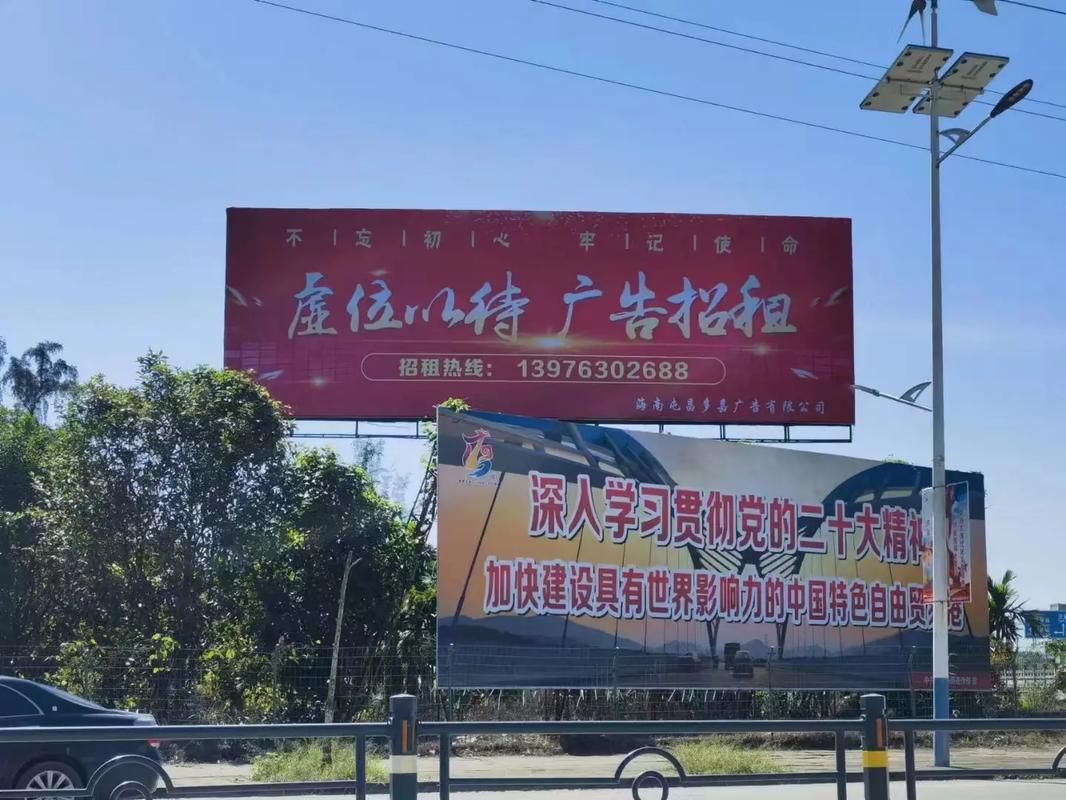 不忘初心 牢记使命
虚位以待 广告招租
招租热线: 13976302688
海南屯昌多嘉广告有限公司
深入学习贯彻党的二十大精神
加快建设具有世界影响力的中国特色自由贸易港